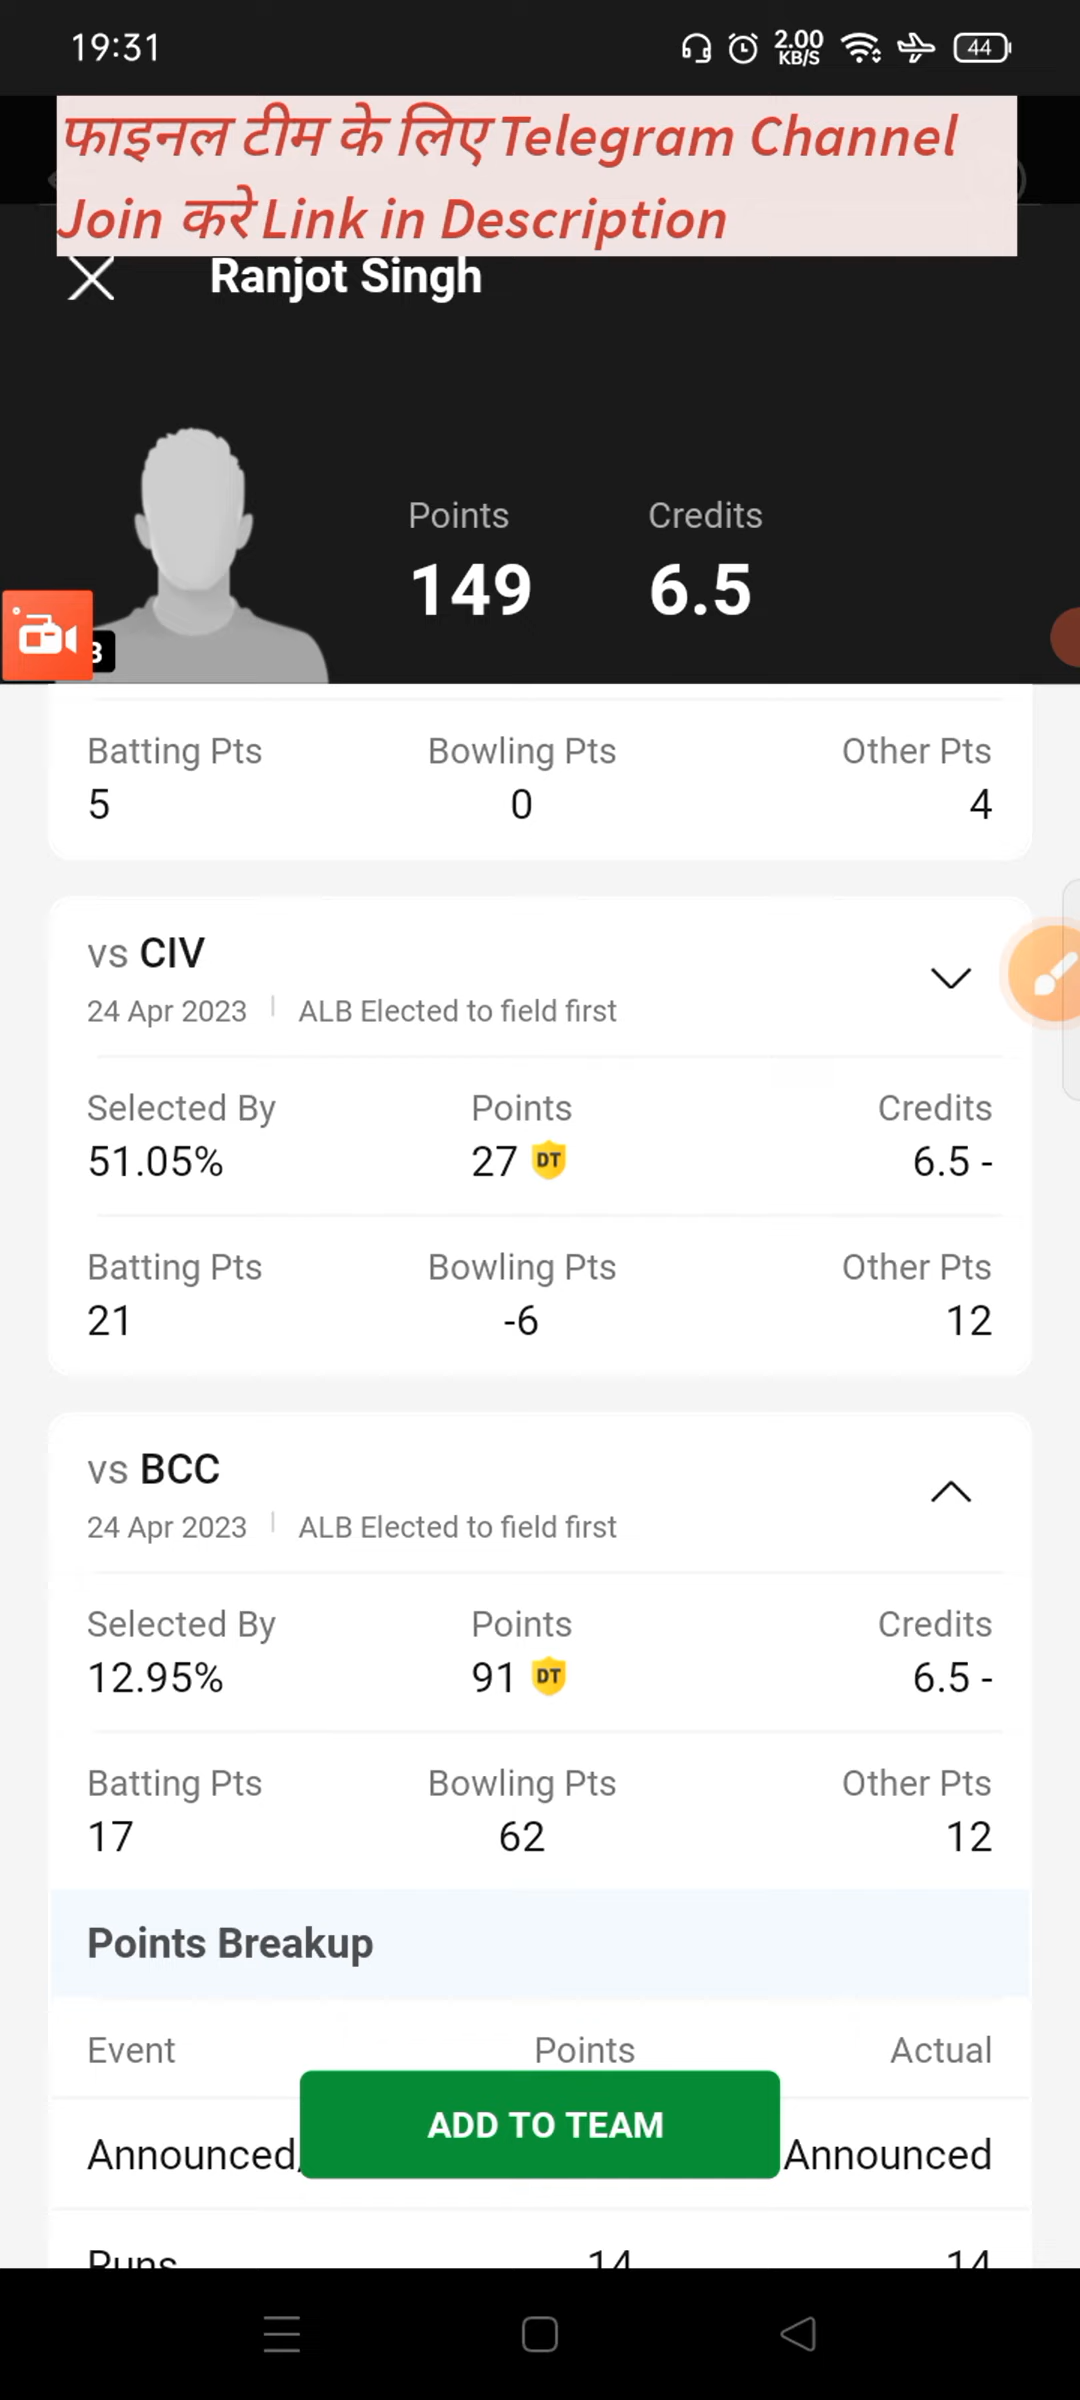 19:31
2.00
KB/S
44
फाइनल टीम के लिए Telegram Channel
Join करे Link in Description
Ranjot Singh
Points
Credits
149
6.5
Batting Pts
Bowling Pts
Other Pts
5
0
4
vs CIV
24 Apr 2023
ALB Elected to field first
Selected By
Points
Credits
51.05%
27 DT
6.5 -
Batting Pts
Bowling Pts
Other Pts
21
-6
12
vs BCC
24 Apr 2023
ALB Elected to field first
Selected By
Points
Credits
12.95%
91 DT
6.5 -
Batting Pts
Bowling Pts
Other Pts
17
62
12
Points Breakup
Event
Points
Actual
ADD TO TEAM
Announced,
Announced
Runs
14
14